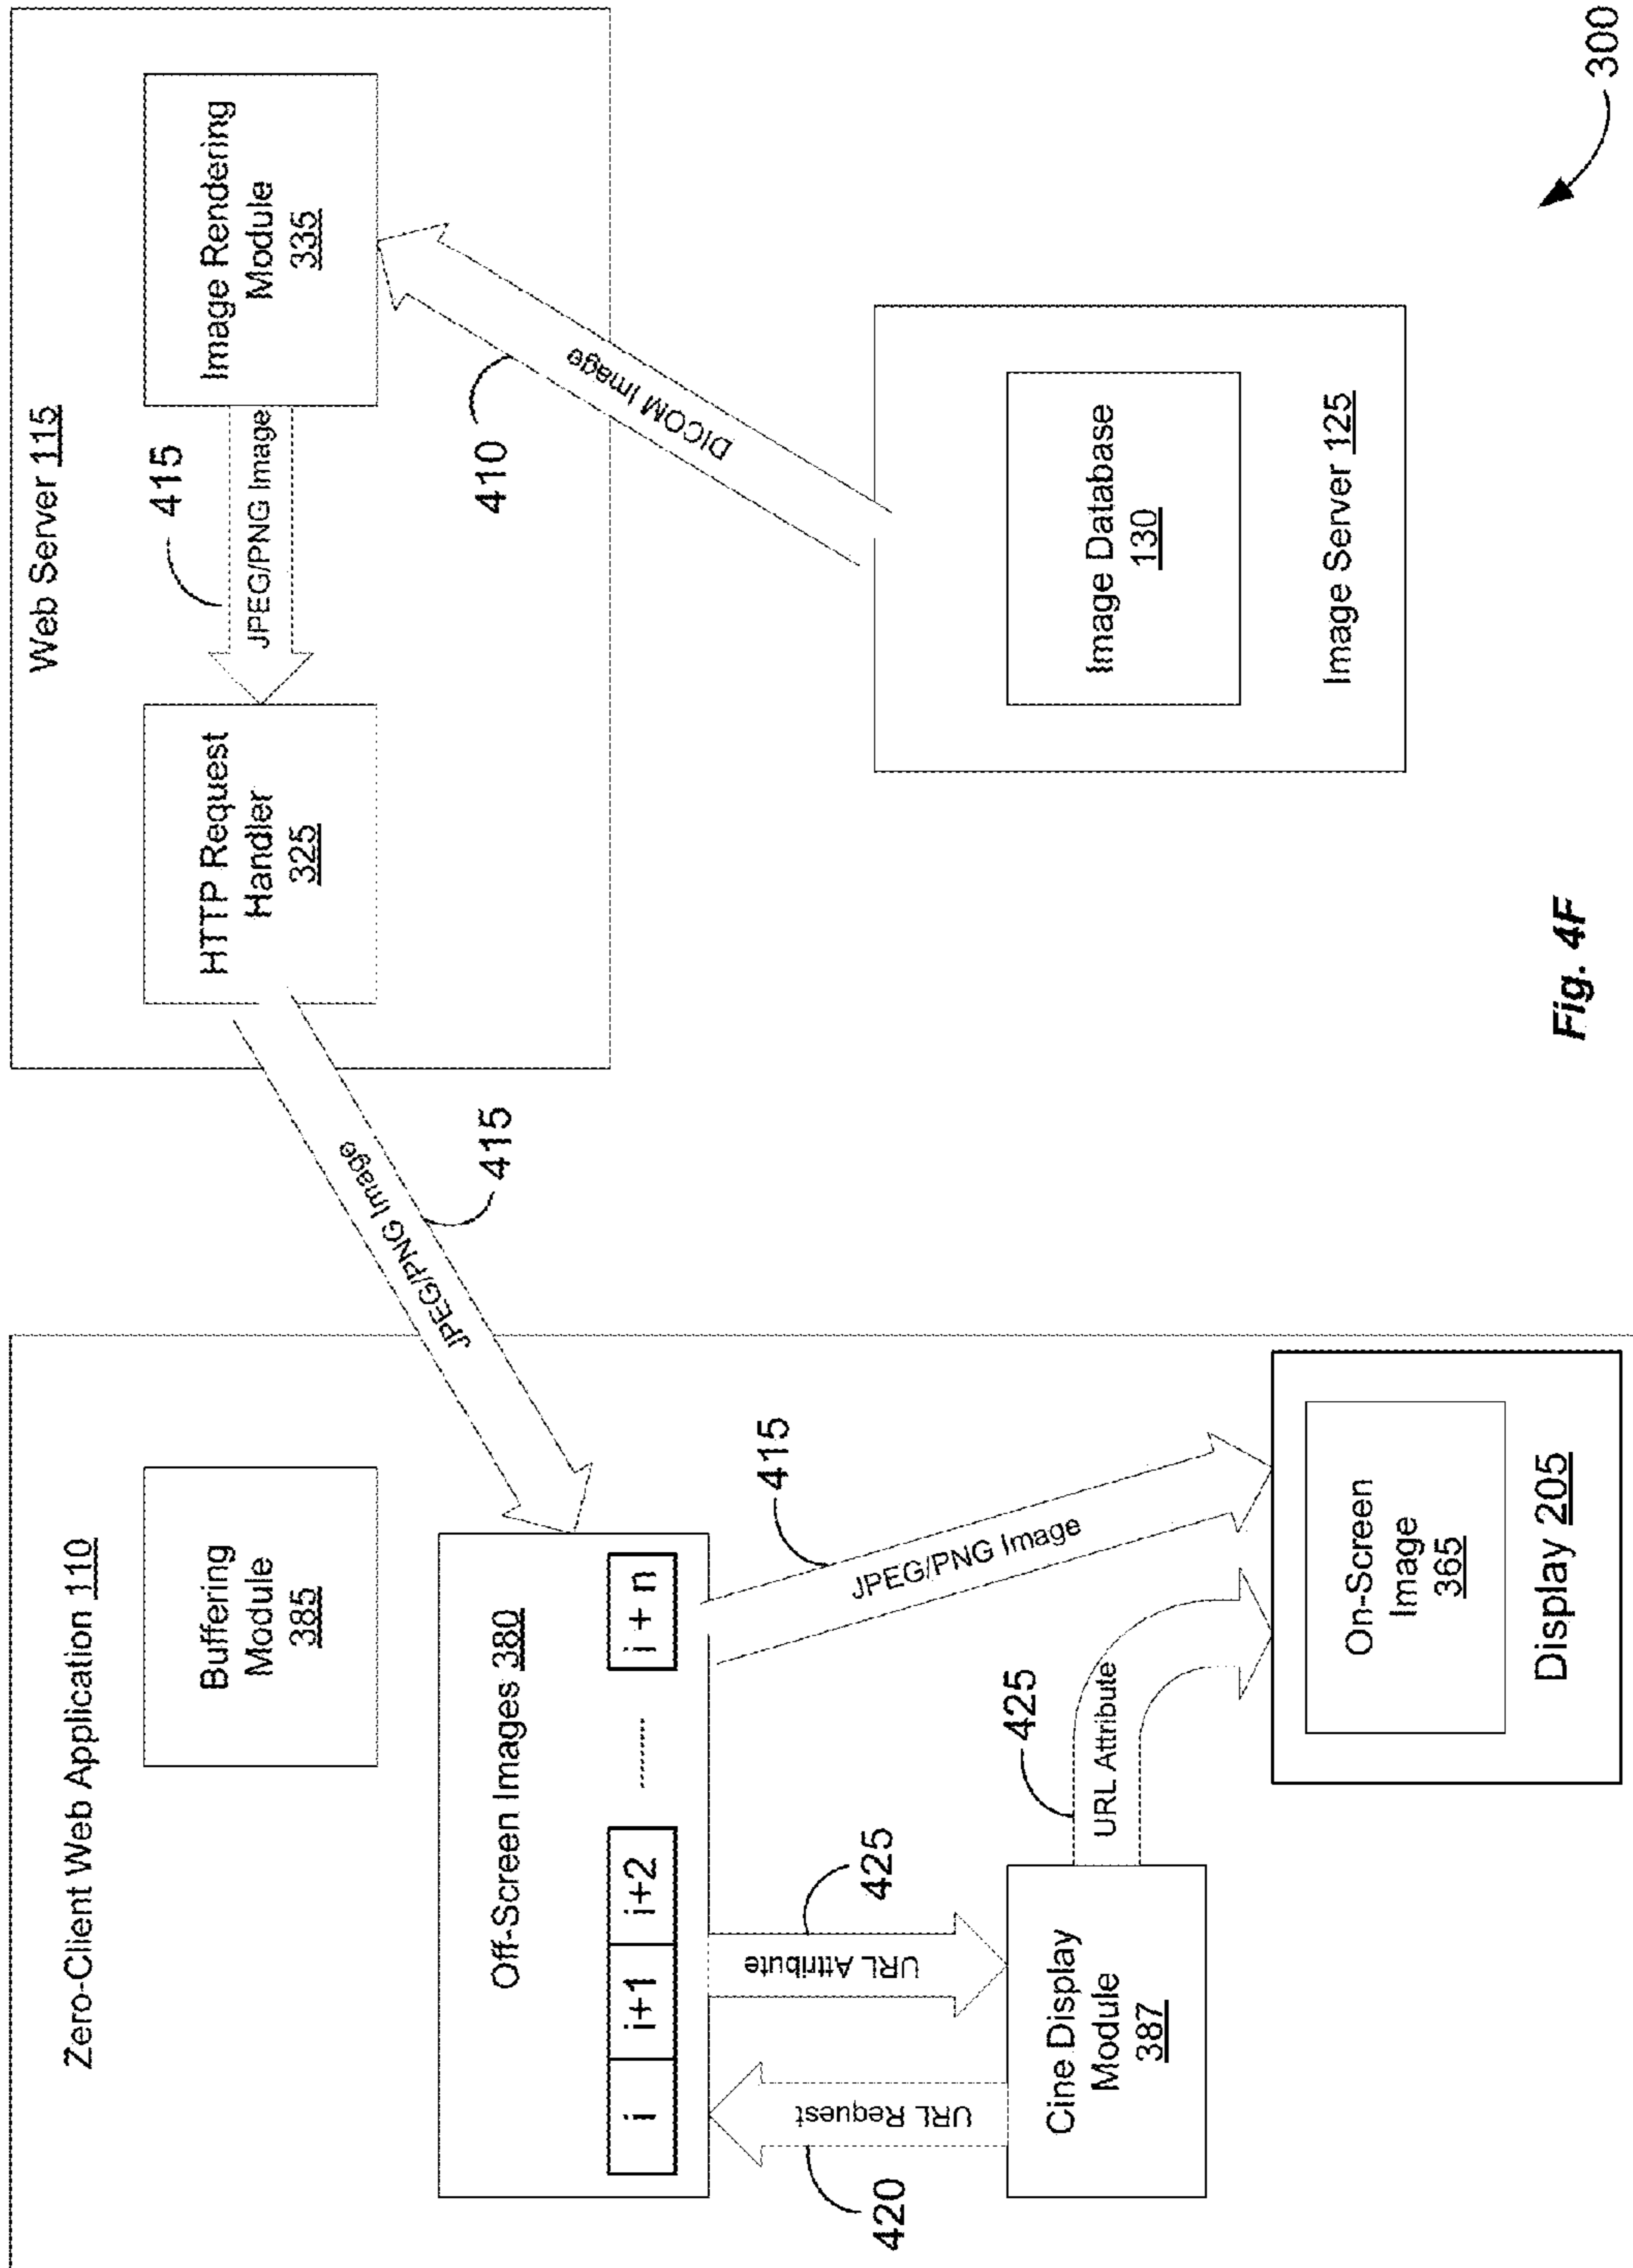 Zero-Client Web Application 110
Buffering
Module
385
Off-Screen Images 380
i
i+1
i+2
i + n
420
URL Request
URL Attribute
425
415
JPEG/PNG Image
Cine Display
Module
387
425
URL Attribute
On-Screen
Image
365
Display 205
JPEG/PNG Image
415
Web Server 115
HTTP Request
Handler
325
415
JPEG/PNG Image
Image Rendering
Module
335
410
DICOM Image
Image Database
130
Image Server 125
300
Fig. 4F